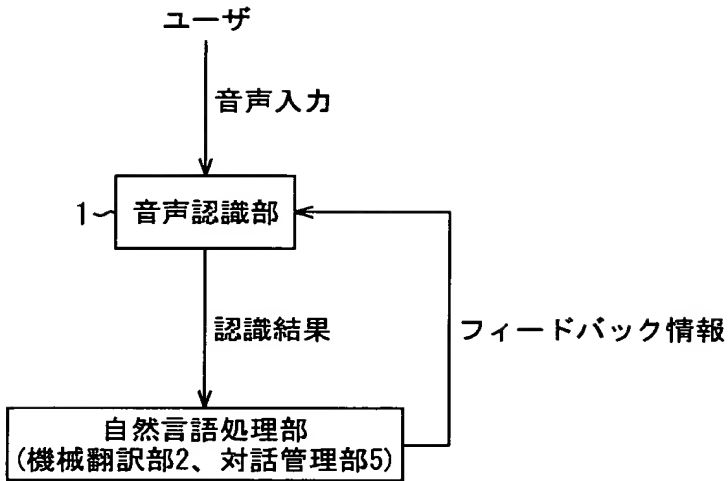 ユーザ
音声入力
1 音声認識部
認識結果
フィードバック情報
自然言語処理部
(機械翻訳部2、対話管理部5)